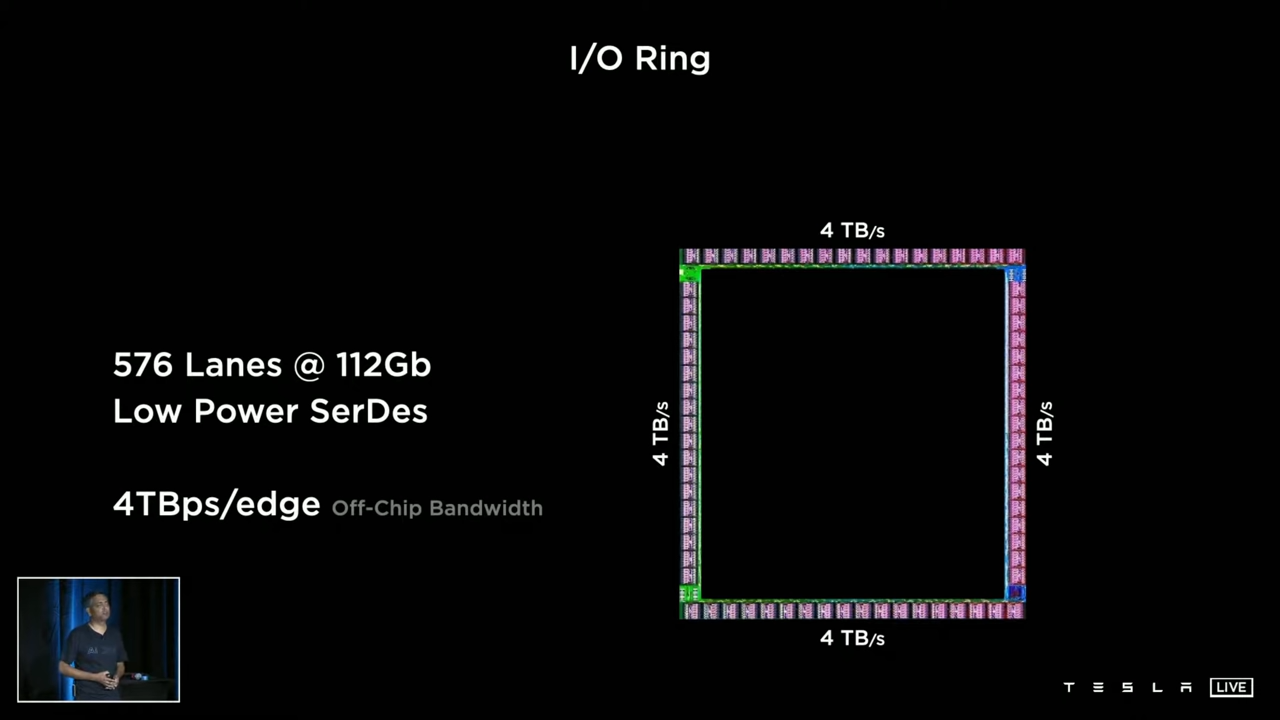 I/O Ring
4 TB/s
576 Lanes @ 112Gb
Low Power SerDes
4 TB/s
4 TB/s
4TBps/edge Off-Chip Bandwidth
4 TB/s
TESLA LIVE